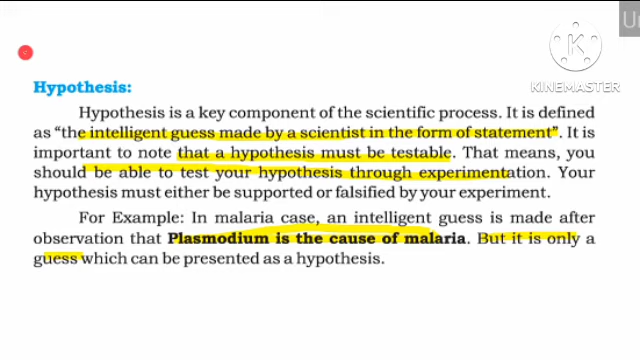 Un
K
KINEMASTER
Hypothesis:
Hypothesis is a key component of the scientific process. It is defined
as “the intelligent guess made by a scientist in the form of statement”. It is
important to note that a hypothesis must be testable. That means, you
should be able to test your hypothesis through experimentation. Your
hypothesis must either be supported or falsified by your experiment.
For Example: In malaria case, an intelligent guess is made after
observation that Plasmodium is the cause of malaria. But it is only a
guess which can be presented as a hypothesis.